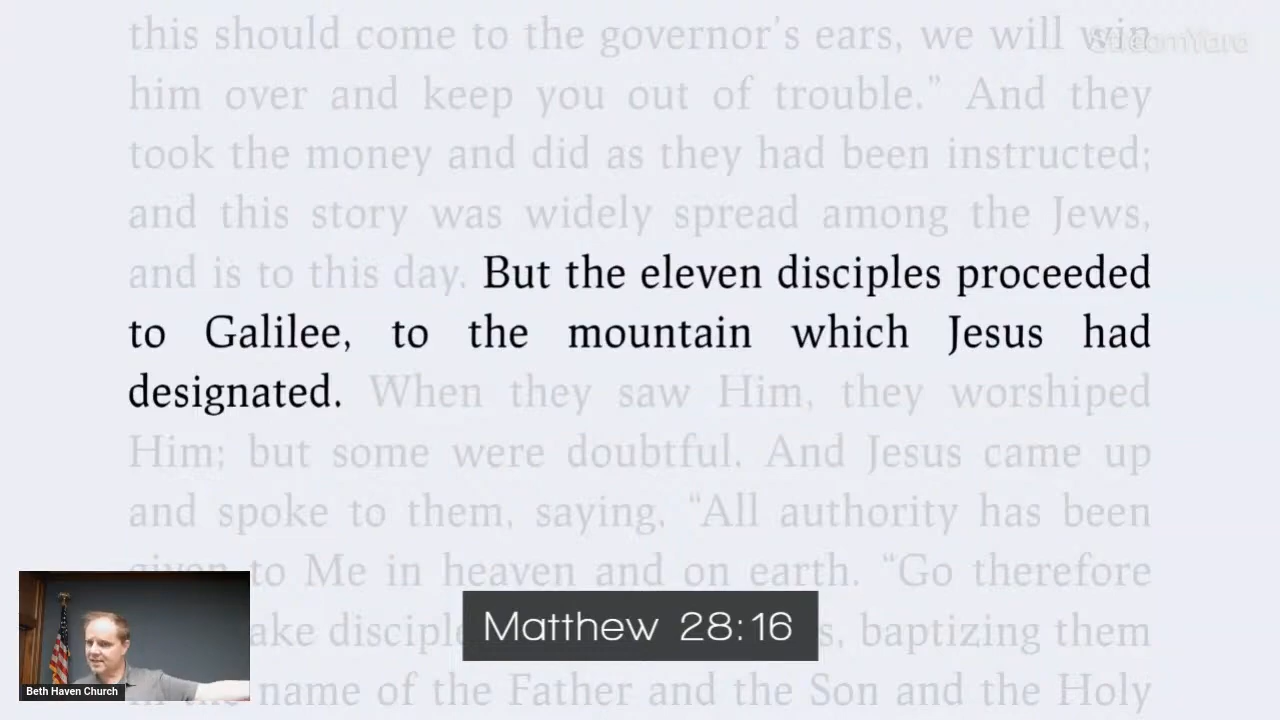 this should come to the governor's ears, we will win
StreamYard
him over and keep you out of trouble.” And they
took the money and did as they had been instructed;
and this story was widely spread among the Jews,
and is to this day. But the eleven disciples proceeded
to Galilee, to the mountain which Jesus had
designated. When they saw Him, they worshiped
Him; but some were doubtful. And Jesus came up
and spoke to them, saying, “All authority has been
given to Me in heaven and on earth. “Go therefore
disciple
baptizing them
name of the Father and the Son and the Holy
Matthew 28:16
Beth Haven Church